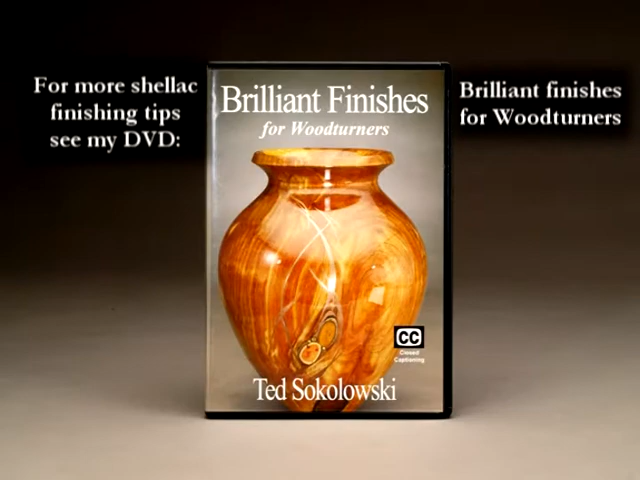 For more shellac
finishing tips
see my DVD:
Brilliant Finishes
for Woodturners
CC
Closed
Captioning
Ted Sokolowski
Brilliant finishes
for Woodturners